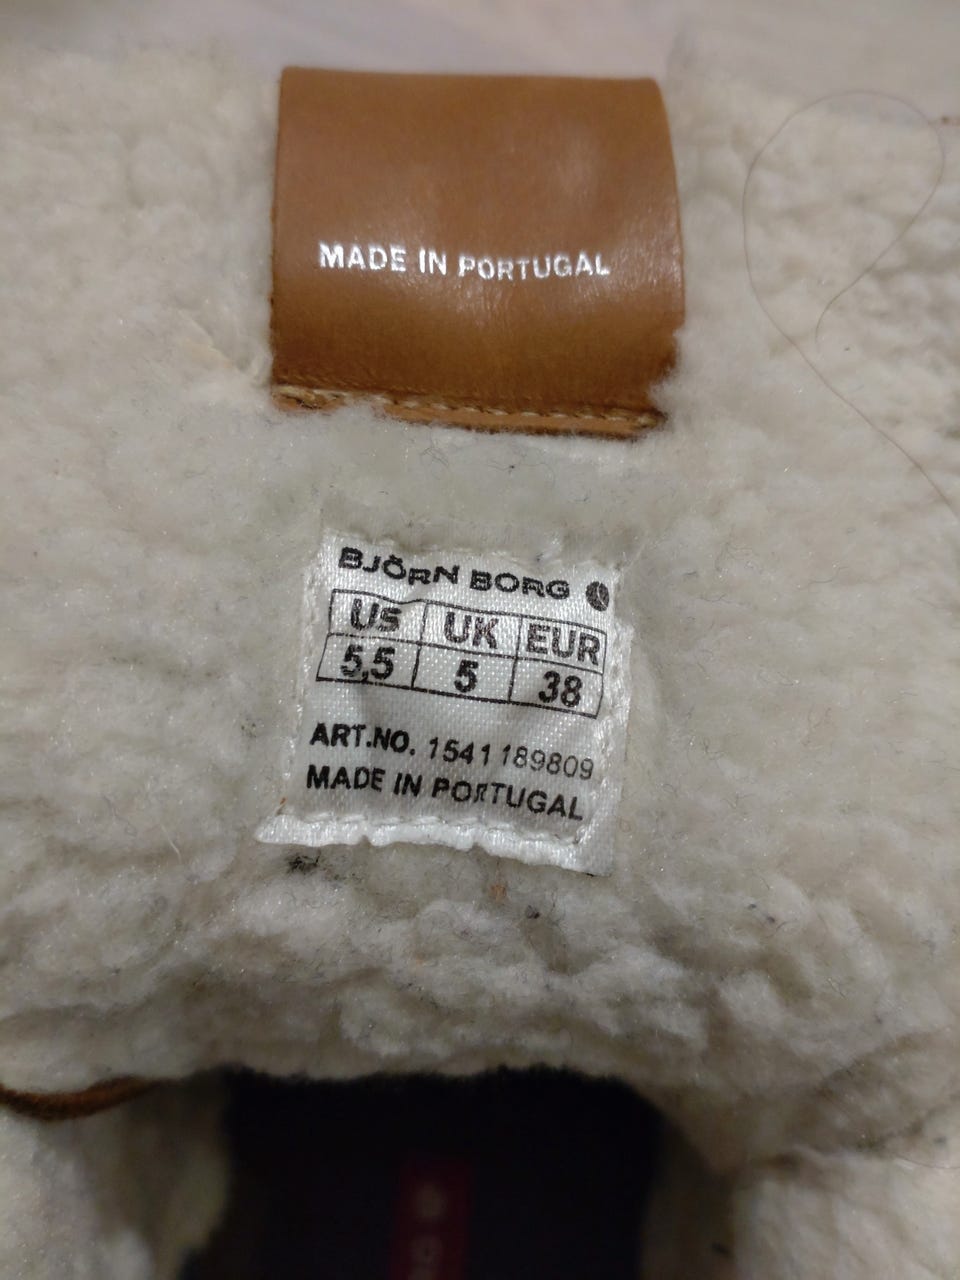 MADE IN PORTUGAL
BJÖRN BORG
US UK EUR
5,5 5 38
ART.NO. 1541 189809
MADE IN PORTUGAL